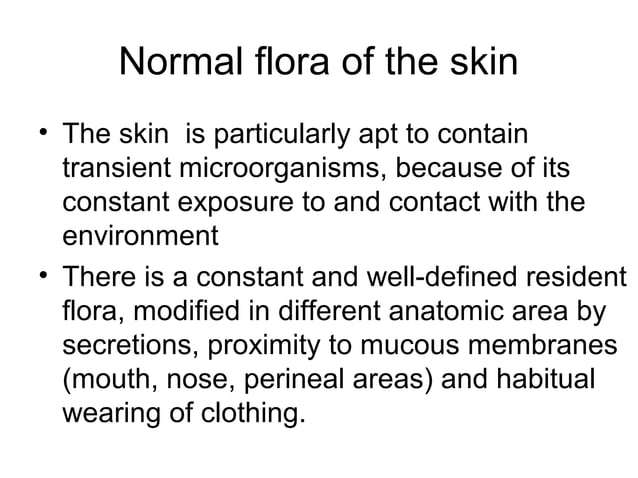 Normal flora of the skin
• The skin  is particularly apt to contain
transient microorganisms, because of its
constant exposure to and contact with the
environment
• There is a constant and well-defined resident
flora, modified in different anatomic area by
secretions, proximity to mucous membranes
(mouth, nose, perineal areas) and habitual
wearing of clothing.